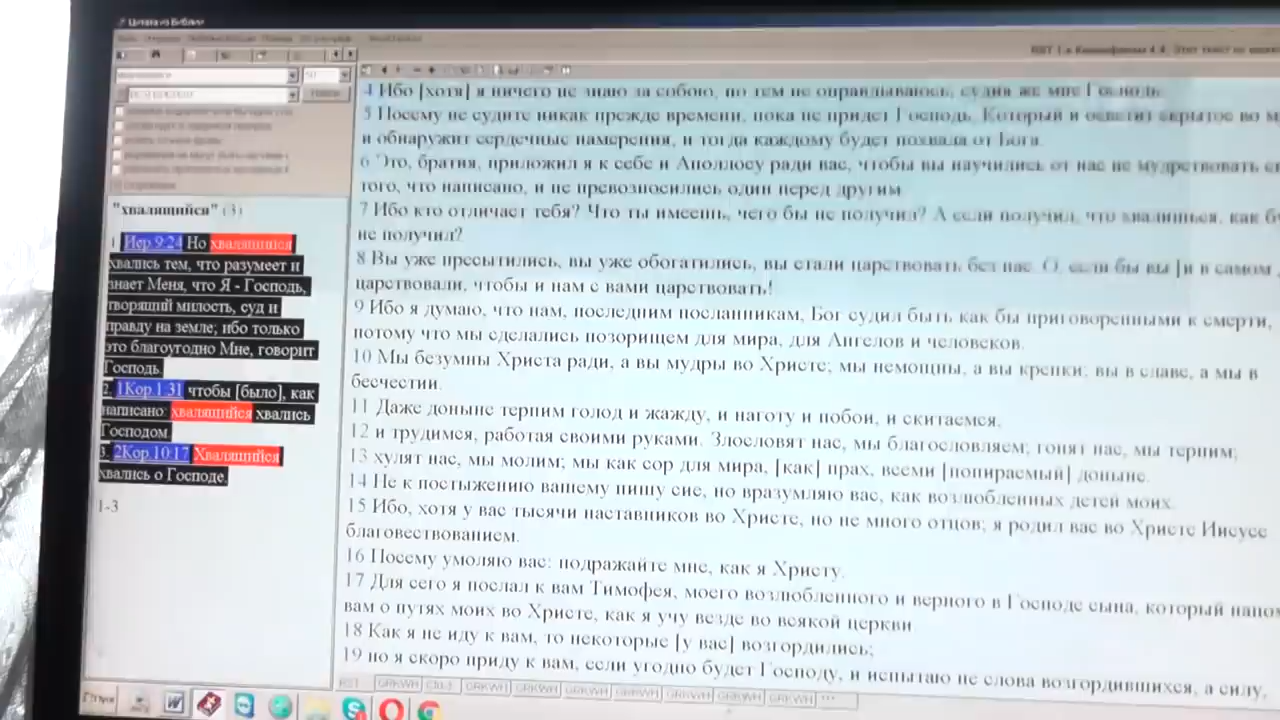 Цитата из Библии
"хвалящийся" (3)
1. Иер.9:24 Но хвалящийся
хвались тем, что разумеет и
знает Меня, что Я - Господь,
творящий милость, суд и
правду на земле; ибо только
это благоугодно Мне, говорит
Господь.
2. 1Кор.1:31 чтобы [было], как
написано: хвалящийся хвались
Господом
3. 2Кор.10:17 Хвалящийся
хвались о Господе.
1-3
4 Ибо [хотя] я ничего не знаю за собою, но тем не оправдываюсь; судия же мне Господь.
5 Посему не судите никак прежде времени, пока не придет Господь, Который и осветит скрытое во м
и обнаружит сердечные намерения, и тогда каждому будет похвала от Бога.
6 Это, братия, приложил я к себе и Аполлосу ради вас, чтобы вы научились от нас не мудрствовать св
того, что написано, и не превозносились один перед другим
7 Ибо кто отличает тебя? Что ты имеешь, чего бы не получил? А если получил, что хвалишься, как б
не получил?
8 Вы уже пресытились, вы уже обогатились, вы стали царствовать без нас. О, если бы вы [и в самом
царствовали, чтобы и нам с вами царствовать!
9 Ибо я думаю, что нам, последним посланникам, Бог судил быть как бы приговоренными к смерти,
потому что мы сделались позорищем для мира, для Ангелов и человеков.
10 Мы безумны Христа ради, а вы мудры во Христе; мы немощны, а вы крепки; вы в славе, а мы в
бесчестии.
11 Даже доныне терпим голод и жажду, и наготу и побои, и скитаемся.
12 и трудимся, работая своими руками. Злословят нас, мы благословляем; гонят нас, мы терпим;
13 хулят нас, мы молим; мы как сор для мира, [как] прах, всеми [попираемый] доныне.
14 Не к постыжению вашему пишу сие, но вразумляю вас, как возлюбленных детей моих.
15 Ибо, хотя у вас тысячи наставников во Христе, но не много отцов; я родил вас во Христе Иисусе
благовествованием.
16 Посему умоляю вас: подражайте мне, как я Христу.
17 Для сего я послал к вам Тимофея, моего возлюбленного и верного в Господе сына, который напом
вам о путях моих во Христе, как я учу везде во всякой церкви
18 Как я не иду к вам, то некоторые [у вас] возгордились;
19 но я скоро приду к вам, если угодно будет Господу, и испытаю не слова возгордившихся, а силу,
RST GRKWH GRKWH GRKWH GRKWH GRKWH GRKWH GRKWH GRKWH
Пуск